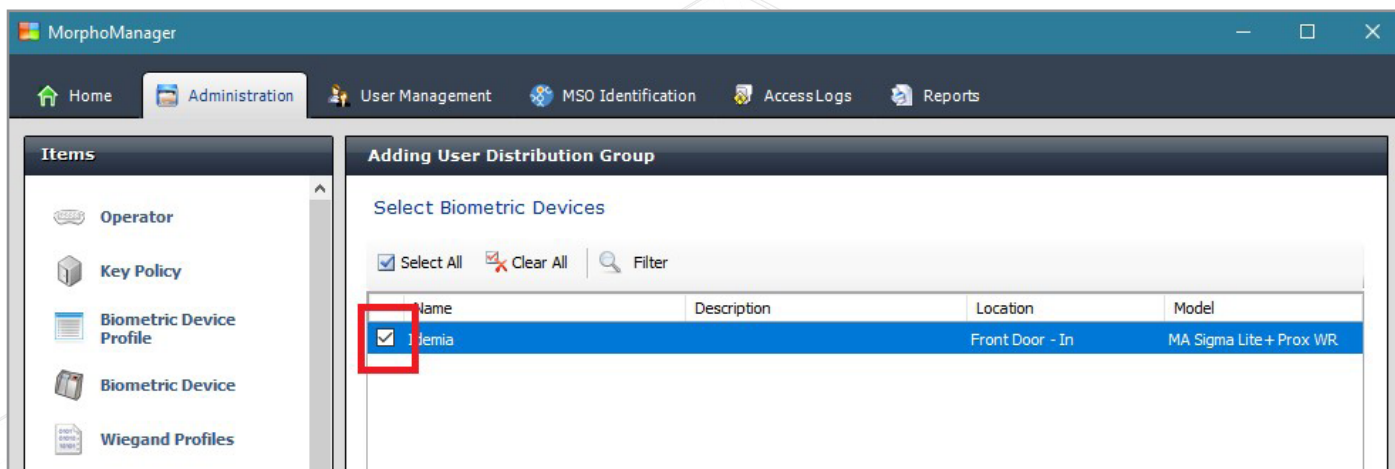 MorphoManager
Home Administration User Management MSO Identification AccessLogs Reports
Items
Operator
Key Policy
Biometric Device
Profile
Biometric Device
Wiegand Profiles
Adding User Distribution Group
Select Biometric Devices
Select All Clear All Filter
Name Description Location Model
Idemia Front Door - In MA Sigma Lite+ Prox WR